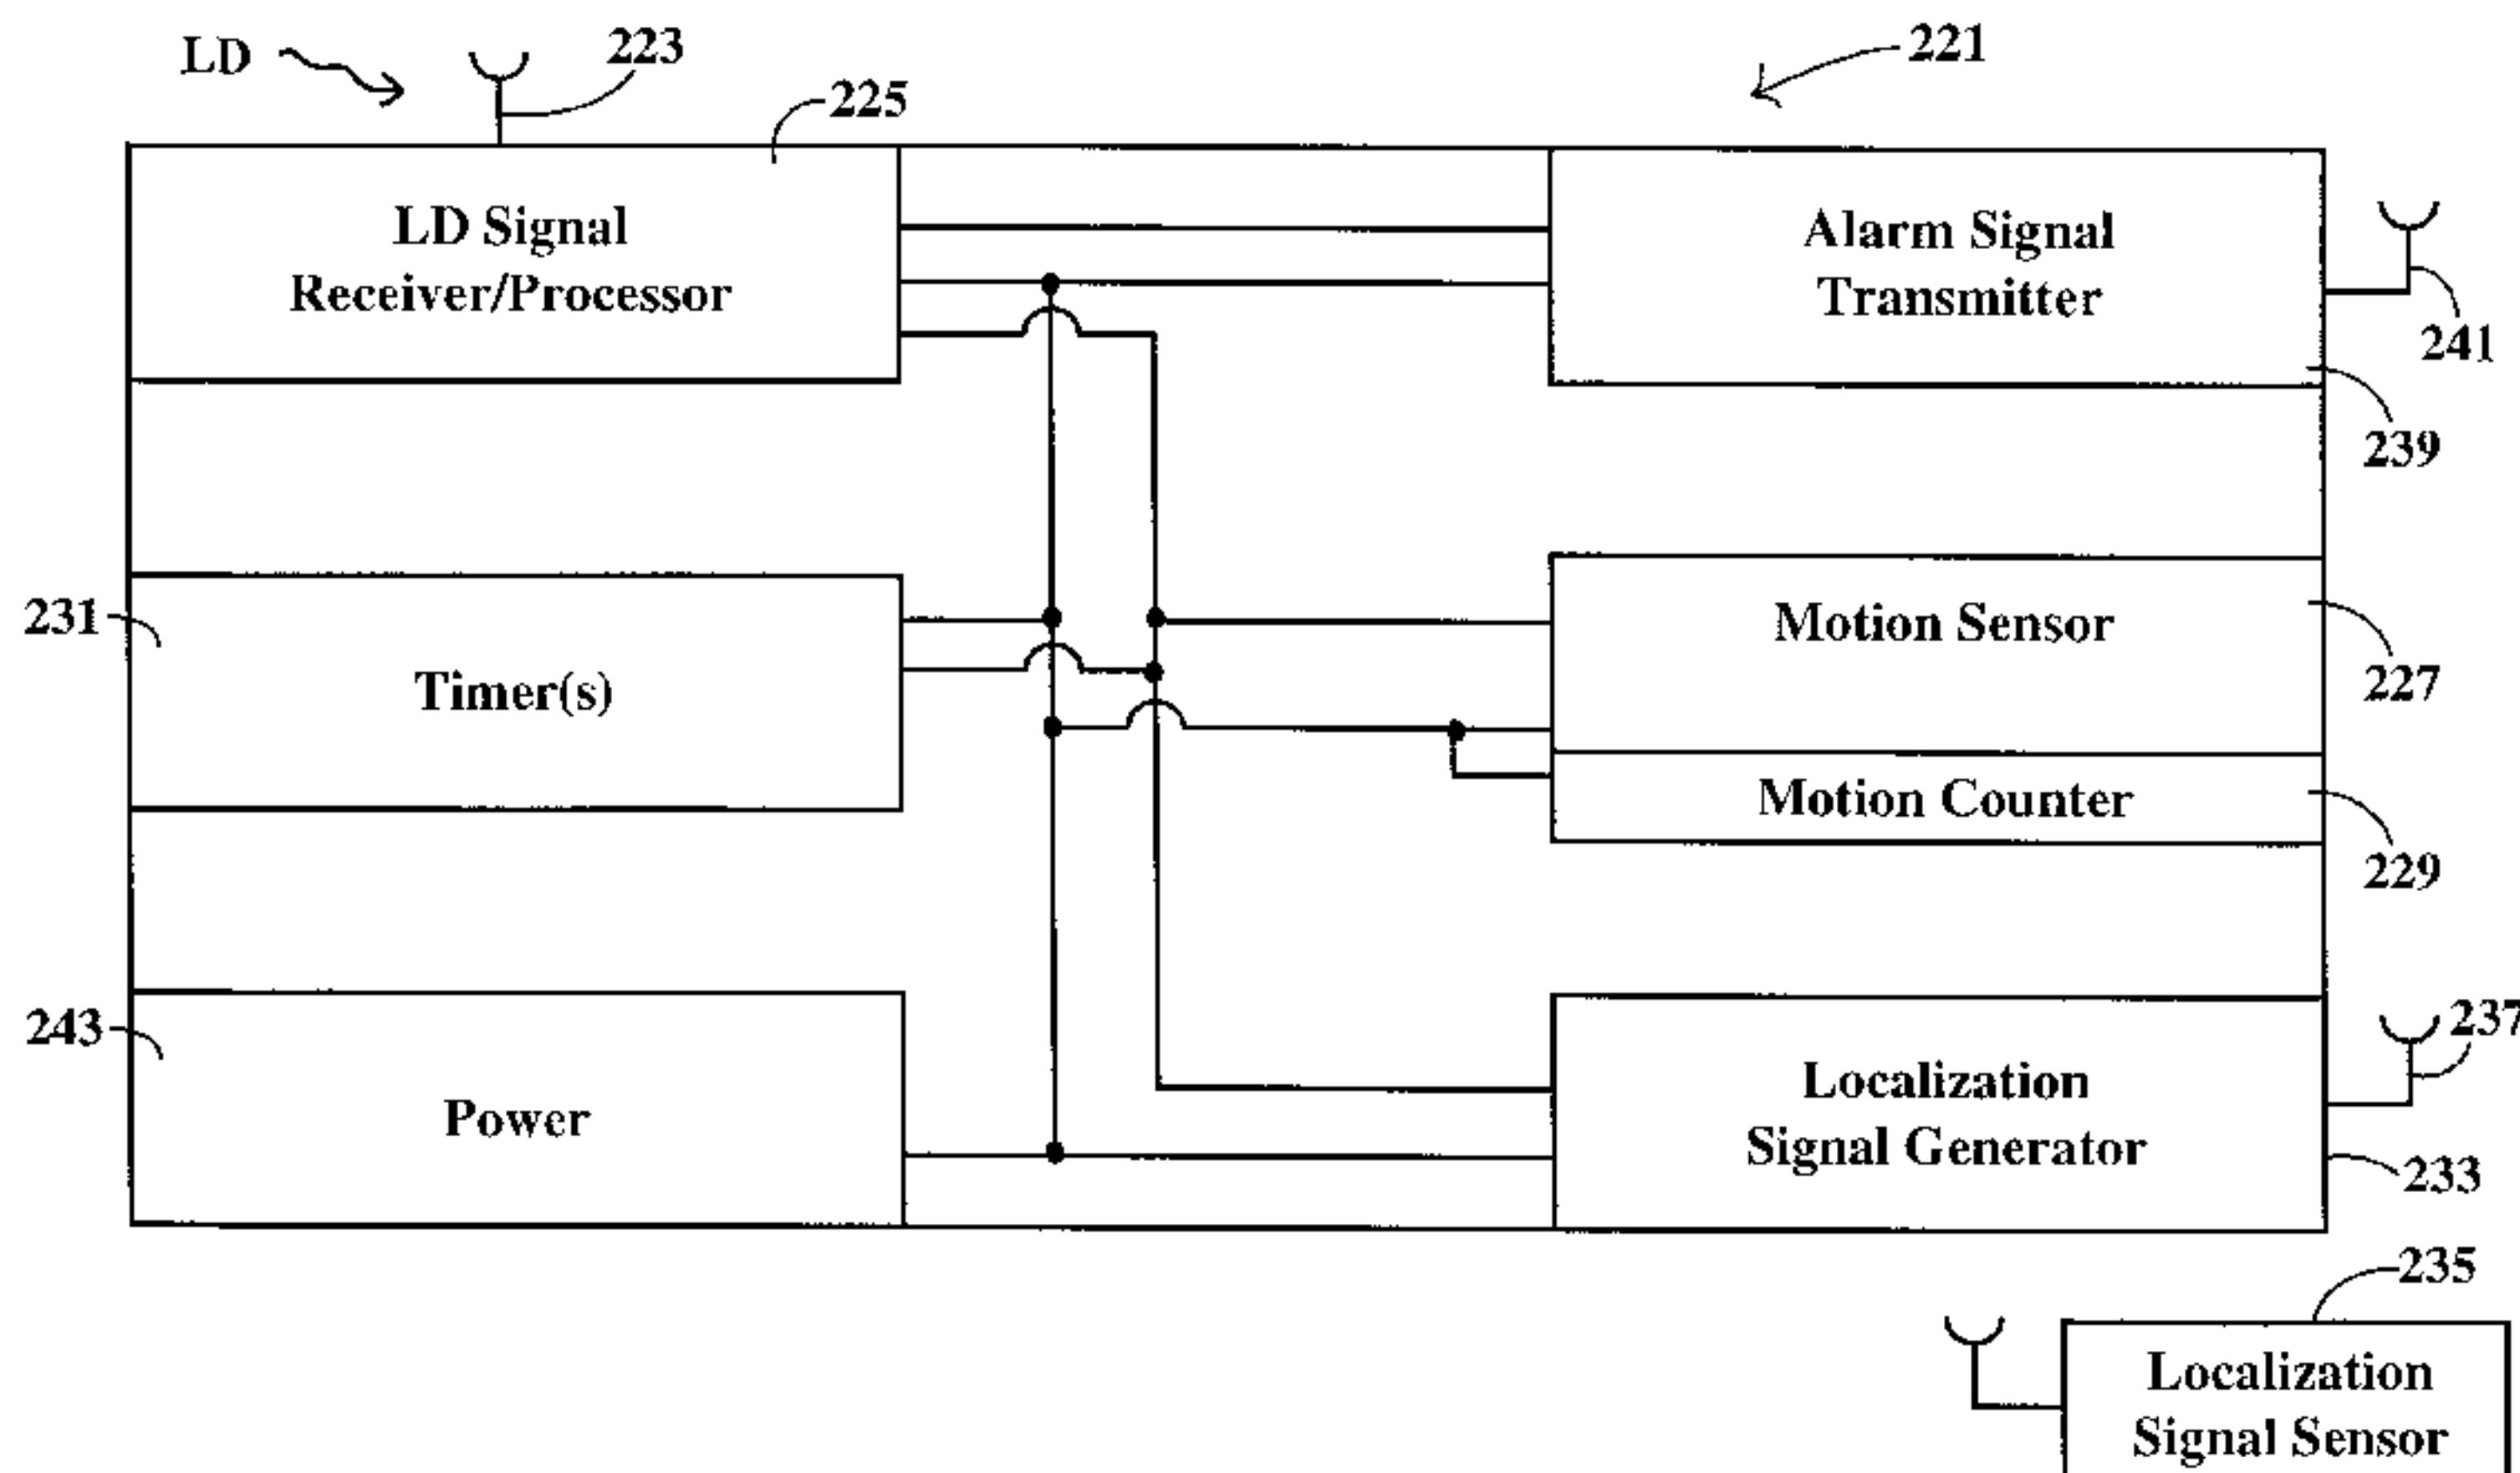 LD
223
221
225
LD Signal
Receiver/Processor
Alarm Signal
Transmitter
241
239
231
Timer(s)
Motion Sensor
227
Motion Counter
229
243
Power
Localization
Signal Generator
237
233
235
Localization
Signal Sensor